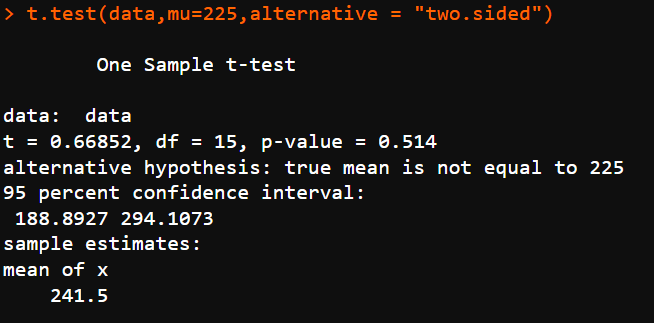 > t.test(data,mu=225,alternative = "two.sided")
One Sample t-test
data:  data
t = 0.66852, df = 15, p-value = 0.514
alternative hypothesis: true mean is not equal to 225
95 percent confidence interval:
188.8927 294.1073
sample estimates:
mean of x
241.5